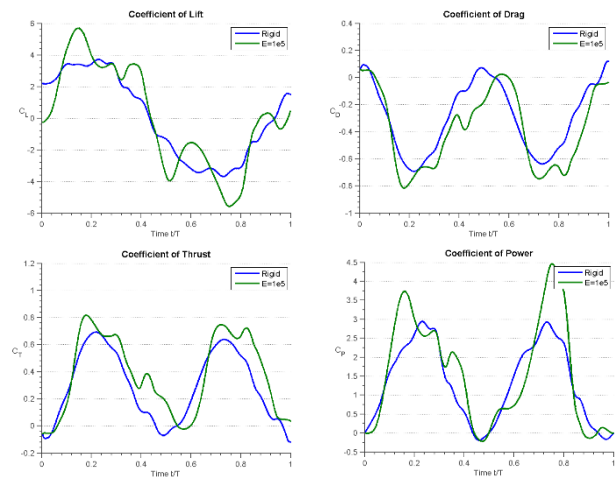 Coefficient of Lift
Rigid
E=1e5
6
4
2
0
-2
-4
-6
C_L
0
0.2
0.4
0.6
0.8
1
Time t/T
Coefficient of Drag
Rigid
E=1e5
0.4
0.2
0
-0.2
-0.4
-0.6
-0.8
-1
C_D
0
0.2
0.4
0.6
0.8
1
Time t/T
Coefficient of Thrust
Rigid
E=1e5
1.2
1
0.8
0.6
0.4
0.2
0
-0.2
C_T
0
0.2
0.4
0.6
0.8
1
Time t/T
Coefficient of Power
Rigid
E=1e5
4.5
4
3.5
3
2.5
2
1.5
1
0.5
0
-0.5
C_P
0
0.2
0.4
0.6
0.8
1
Time t/T